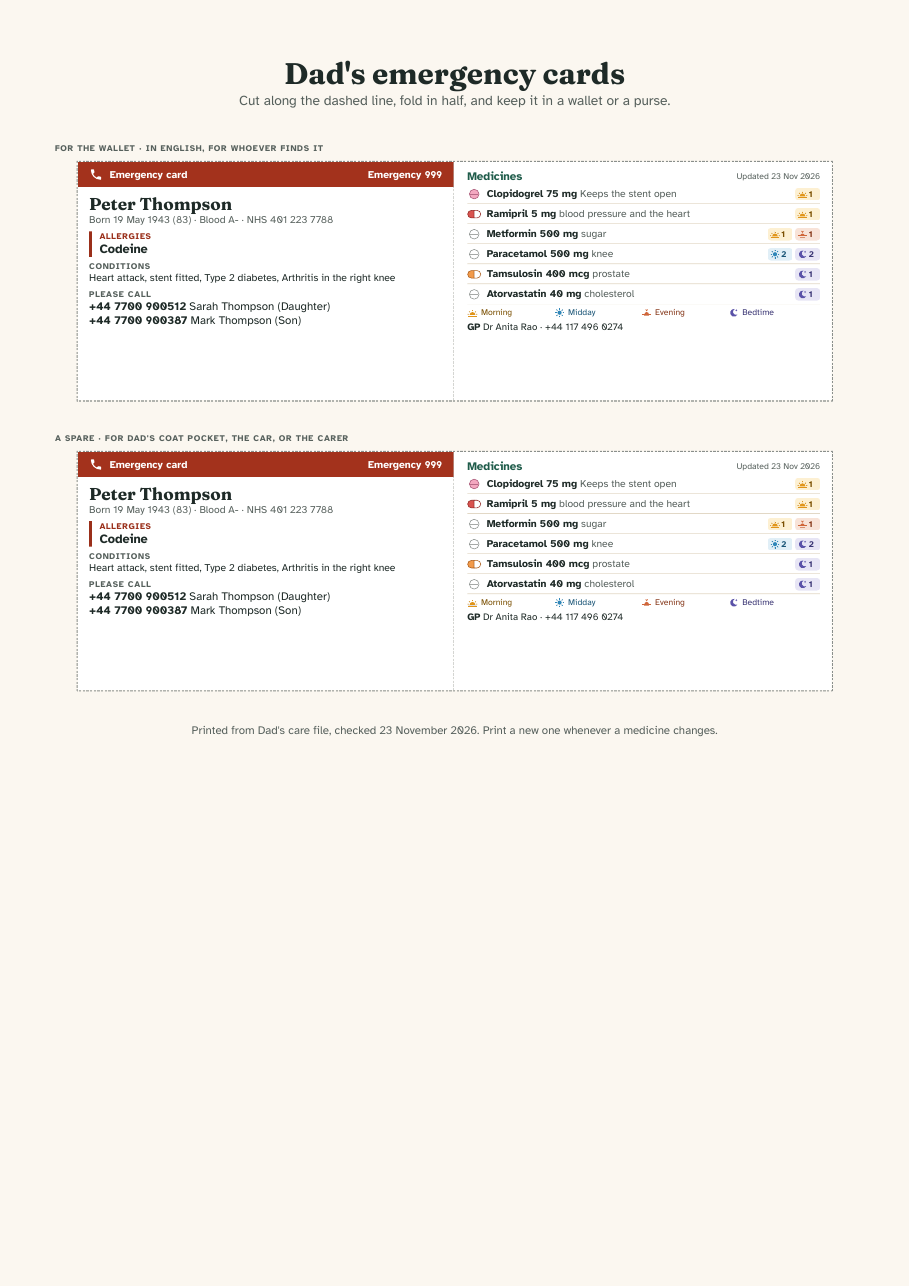 Dad's emergency cards
Cut along the dashed line, fold in half, and keep it in a wallet or a purse.
FOR THE WALLET · IN ENGLISH, FOR WHOEVER FINDS IT
Emergency card Emergency 999
Peter Thompson
Born 19 May 1943 (83) · Blood A- · NHS 401 223 7788
ALLERGIES
Codeine
CONDITIONS
Heart attack, stent fitted, Type 2 diabetes, Arthritis in the right knee
PLEASE CALL
+44 7700 900512 Sarah Thompson (Daughter)
+44 7700 900387 Mark Thompson (Son)
Medicines Updated 23 Nov 2026
Clopidogrel 75 mg Keeps the stent open 1
Ramipril 5 mg blood pressure and the heart 1
Metformin 500 mg sugar 1 1
Paracetamol 500 mg knee 2 2
Tamsulosin 400 mcg prostate 1
Atorvastatin 40 mg cholesterol 1
Morning Midday Evening Bedtime
GP Dr Anita Rao · +44 117 496 0274
A SPARE · FOR DAD'S COAT POCKET, THE CAR, OR THE CARER
Emergency card Emergency 999
Peter Thompson
Born 19 May 1943 (83) · Blood A- · NHS 401 223 7788
ALLERGIES
Codeine
CONDITIONS
Heart attack, stent fitted, Type 2 diabetes, Arthritis in the right knee
PLEASE CALL
+44 7700 900512 Sarah Thompson (Daughter)
+44 7700 900387 Mark Thompson (Son)
Medicines Updated 23 Nov 2026
Clopidogrel 75 mg Keeps the stent open 1
Ramipril 5 mg blood pressure and the heart 1
Metformin 500 mg sugar 1 1
Paracetamol 500 mg knee 2 2
Tamsulosin 400 mcg prostate 1
Atorvastatin 40 mg cholesterol 1
Morning Midday Evening Bedtime
GP Dr Anita Rao · +44 117 496 0274
Printed from Dad's care file, checked 23 November 2026. Print a new one whenever a medicine changes.